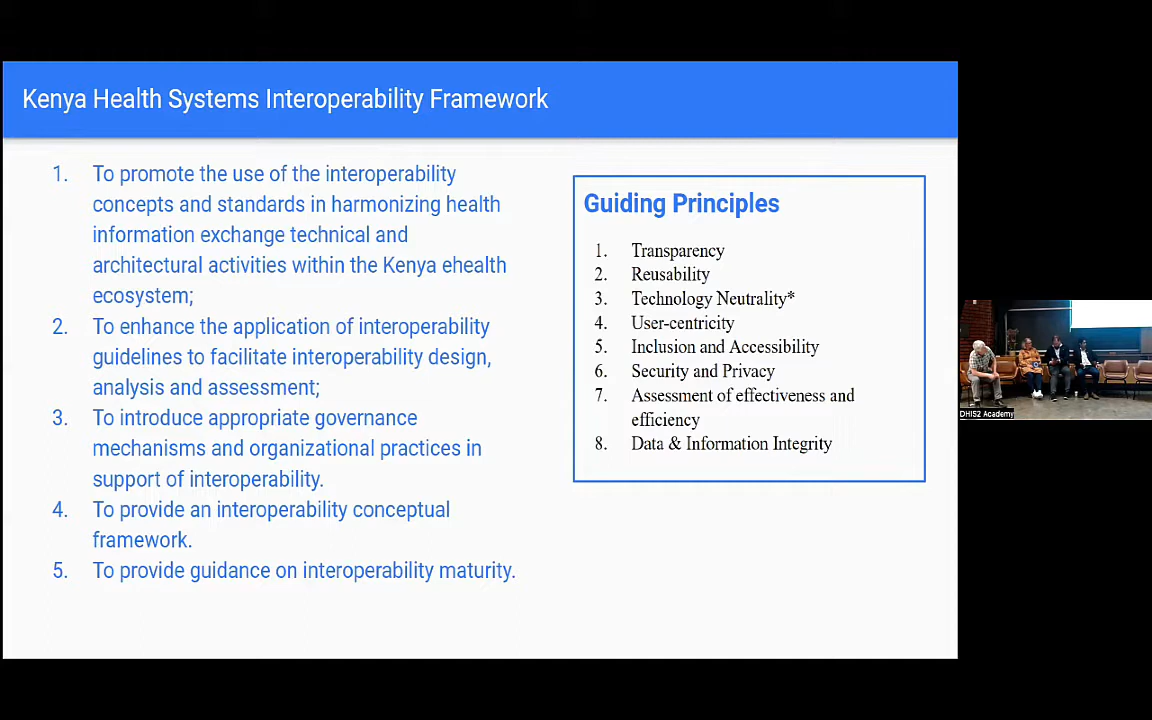 Kenya Health Systems Interoperability Framework
1. To promote the use of the interoperability
concepts and standards in harmonizing health
information exchange technical and
architectural activities within the Kenya ehealth
ecosystem;
2. To enhance the application of interoperability
guidelines to facilitate interoperability design,
analysis and assessment;
3. To introduce appropriate governance
mechanisms and organizational practices in
support of interoperability.
4. To provide an interoperability conceptual
framework.
5. To provide guidance on interoperability maturity.
Guiding Principles
1. Transparency
2. Reusability
3. Technology Neutrality*
4. User-centricity
5. Inclusion and Accessibility
6. Security and Privacy
7. Assessment of effectiveness and
efficiency
8. Data & Information Integrity
DHIS2 Academy